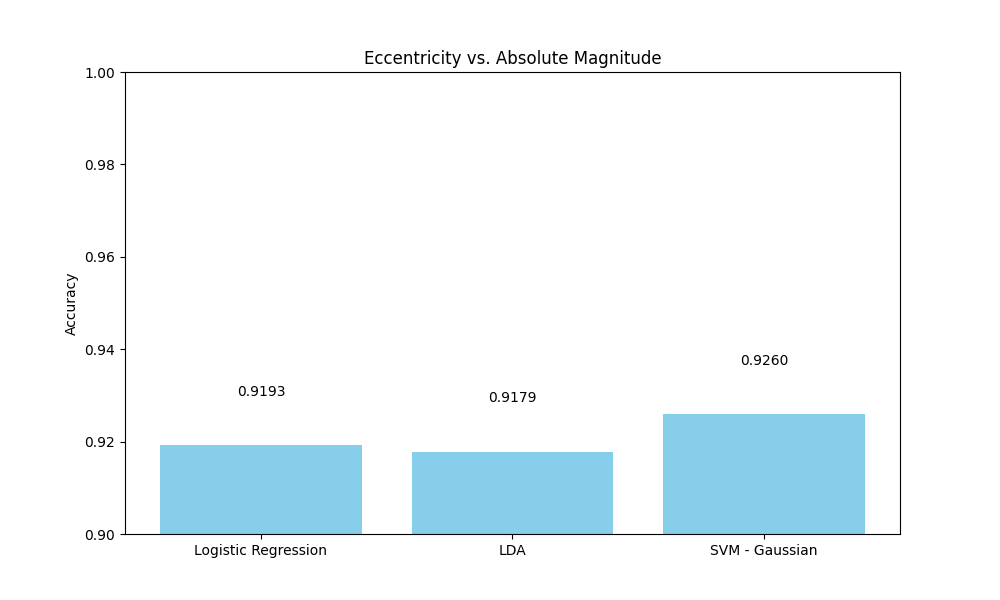 Eccentricity vs. Absolute Magnitude
1.00
0.98
0.96
0.94
0.92
0.90
Accuracy
0.9193
0.9179
0.9260
Logistic Regression
LDA
SVM - Gaussian